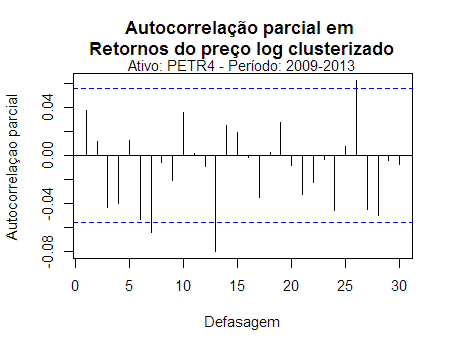 Autocorrelação parcial em
Retornos do preço log clusterizado
Ativo: PETR4 - Período: 2009-2013
Autocorrelaçao parcial
0.04
0.00
-0.04
-0.08
0 5 10 15 20 25 30
Defasagem